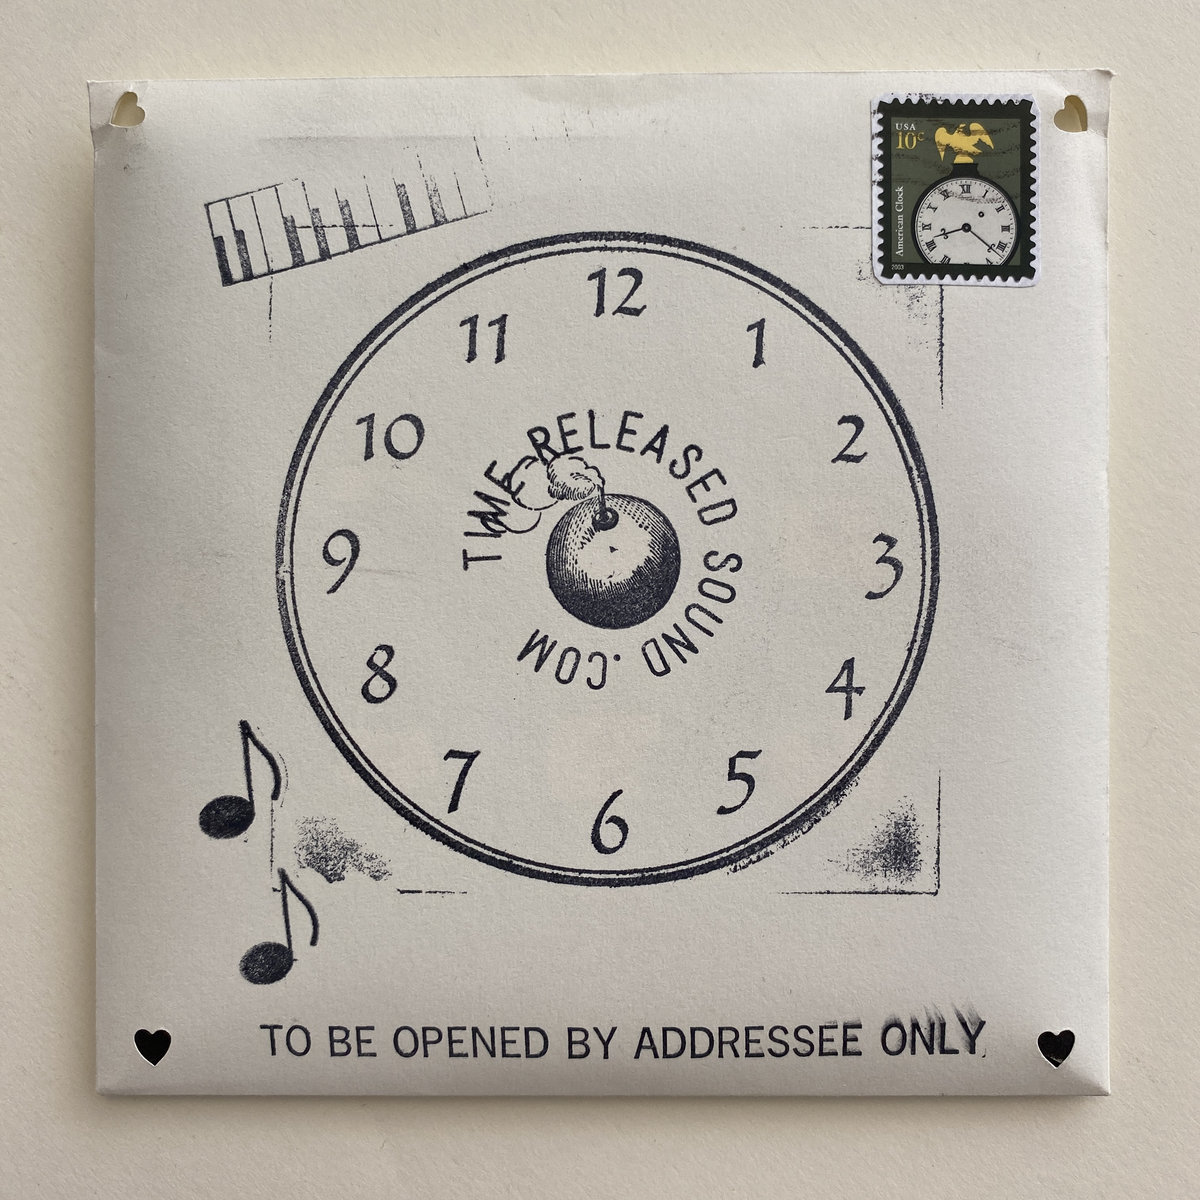 USA
10c
American Clock
2003
12
1
2
3
4
5
6
7
8
9
10
11
TIME RELEASED SOUND .COM
TO BE OPENED BY ADDRESSEE ONLY